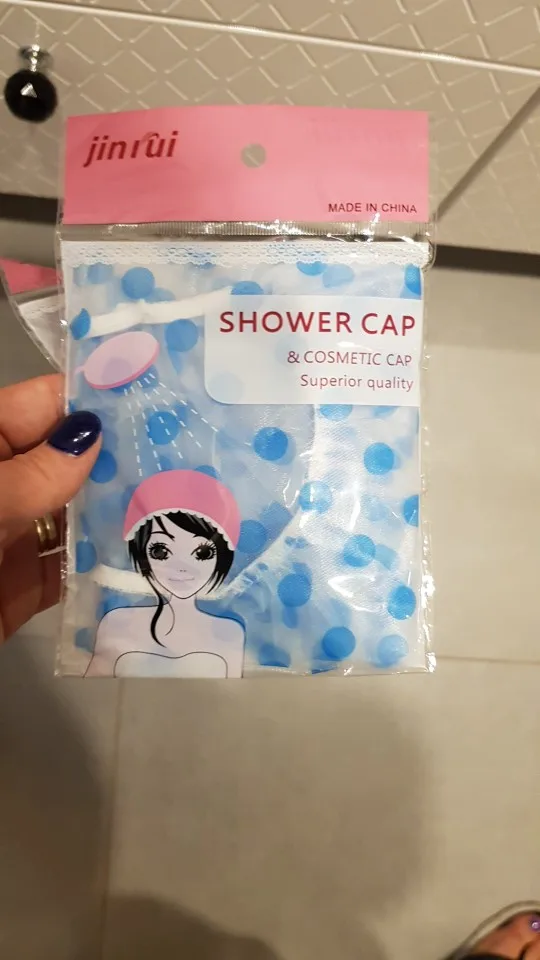 jinrui
MADE IN CHINA
SHOWER CAP
& COSMETIC CAP
Superior quality